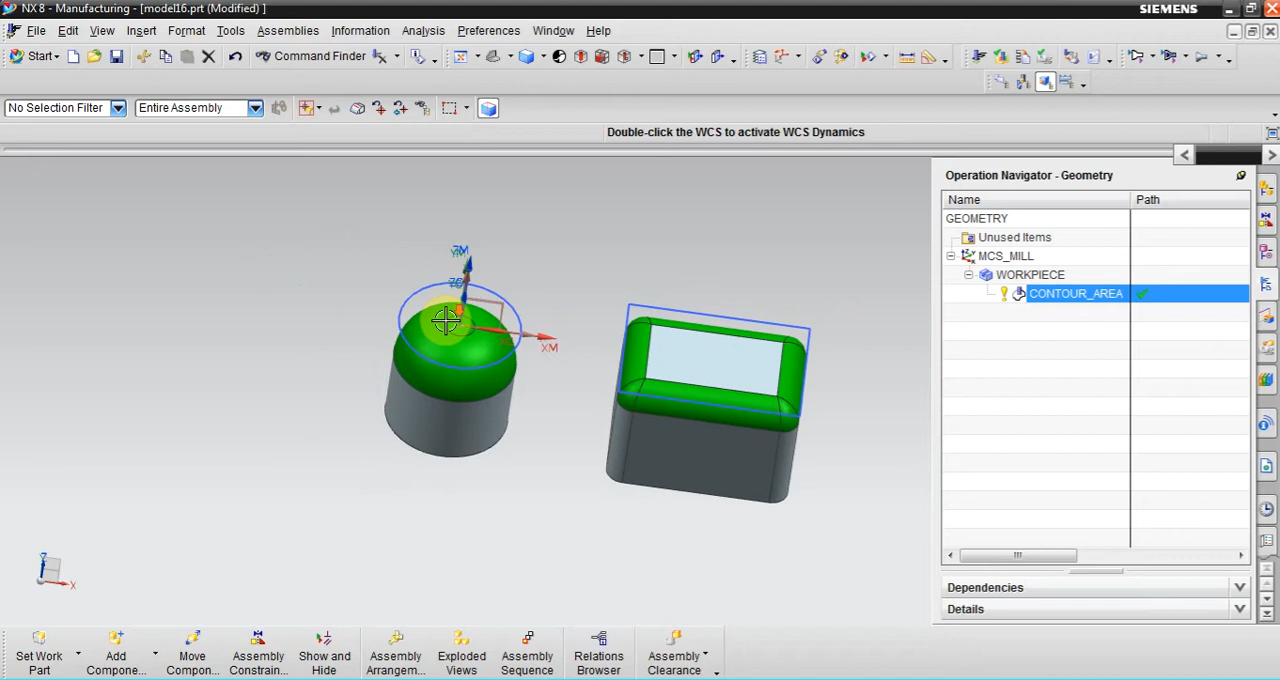 NX 8 - Manufacturing - [model16.prt (Modified) ]
SIEMENS
File Edit View Insert Format Tools Assemblies Information Analysis Preferences Window Help
Start Command Finder
No Selection Filter Entire Assembly
Double-click the WCS to activate WCS Dynamics
Operation Navigator - Geometry
Name Path
GEOMETRY
Unused Items
MCS_MILL
WORKPIECE
CONTOUR_AREA
XM
Z
X
Dependencies
Details
Set Work Part
Add Compone...
Move Compon...
Assembly Constrain...
Show and Hide
Assembly Arrangem...
Exploded Views
Assembly Sequence
Relations Browser
Assembly Clearance